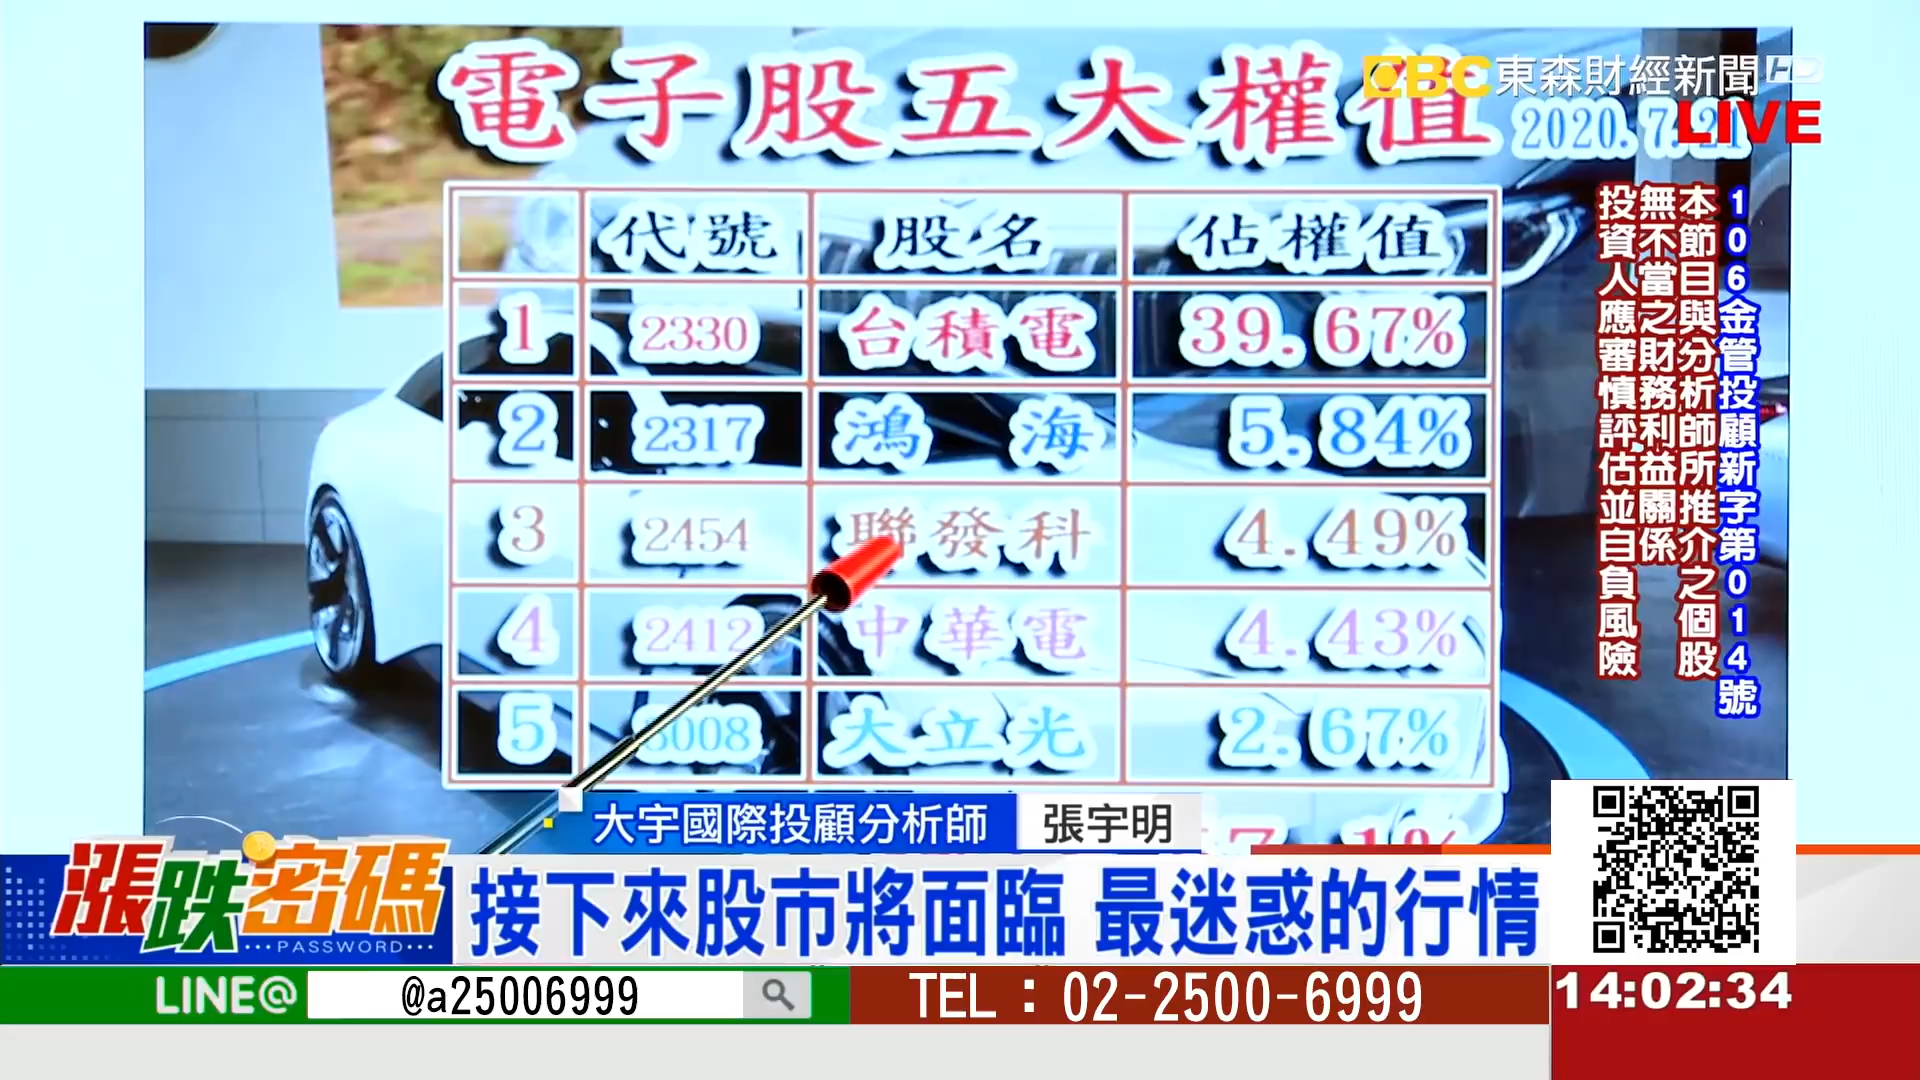 電子股五大權值
EBC東森財經新聞HD
2020.7.21
LIVE
代號 股名 佔權值
1 2330 台積電 39.67%
2 2317 鴻海 5.84%
3 2454 聯發科 4.49%
4 2412 中華電 4.43%
5 3008 大立光 2.67%
106金管投顧新字第014號
本節目與分析師所推介之個股
無不當之財務利益關係
投資人應審慎評估並自負風險
大宇國際投顧分析師 張宇明
漲跌密碼
PASSWORD
接下來股市將面臨 最迷惑的行情
LINE@ @a25006999
TEL：02-2500-6999
14:02:34